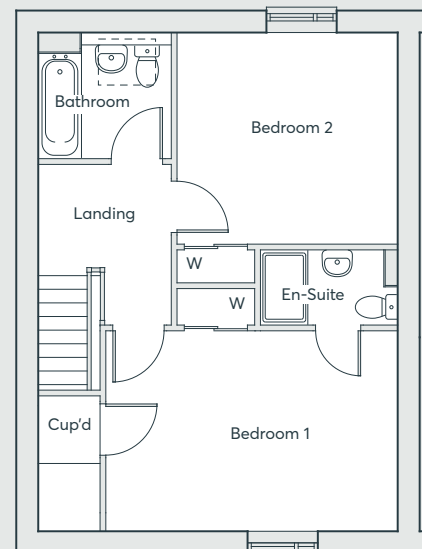 Bathroom
Bedroom 2
Landing
W
En-Suite
W
Cup'd
Bedroom 1